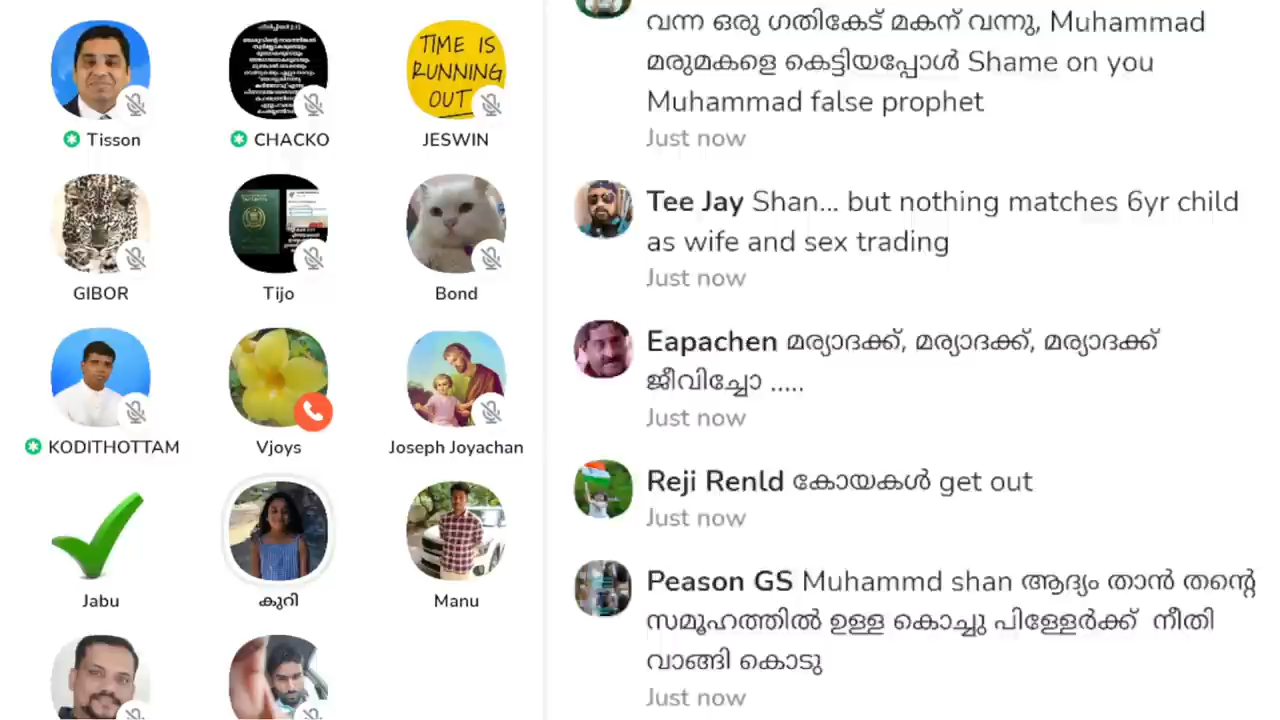 TIME IS
RUNNING
OUT
Tisson
CHACKO
JESWIN
GIBOR
Tijo
Bond
KODITHOTTAM
Vjoys
Joseph Joyachan
Jabu
കുറി
Manu
വന്ന ഒരു ഗതികേട് മകന് വന്നു, Muhammad
മരുമകളെ കെട്ടിയപ്പോൾ Shame on you
Muhammad false prophet
Just now
Tee Jay Shan... but nothing matches 6yr child
as wife and sex trading
Just now
Eapachen മര്യാദക്ക്, മര്യാദക്ക്, മര്യാദക്ക്
ജീവിച്ചോ .....
Just now
Reji Renld കോയകൾ get out
Just now
Peason GS Muhammd shan ആദ്യം താൻ തന്റെ
സമൂഹത്തിൽ ഉള്ള കൊച്ചു പിള്ളേർക്ക് നീതി
വാങ്ങി കൊടു
Just now